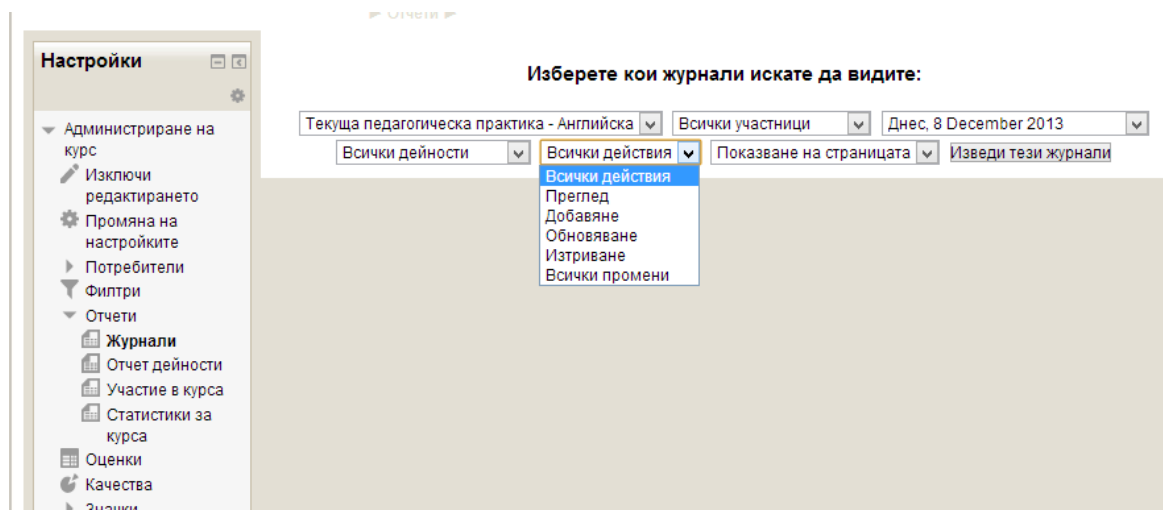 ► Отчети ►
Настройки
Изберете кои журнали искате да видите:
Администриране на
курс
Изключи
редактирането
Промяна на
настройките
Потребители
Филтри
Отчети
Журнали
Отчет дейности
Участие в курса
Статистики за
курса
Оценки
Качества
Значки
Текуща педагогическа практика - Английска Всички участници Днес, 8 December 2013
Всички дейности Всички действия Показване на страницата Изведи тези журнали
Всички действия
Преглед
Добавяне
Обновяване
Изтриване
Всички промени